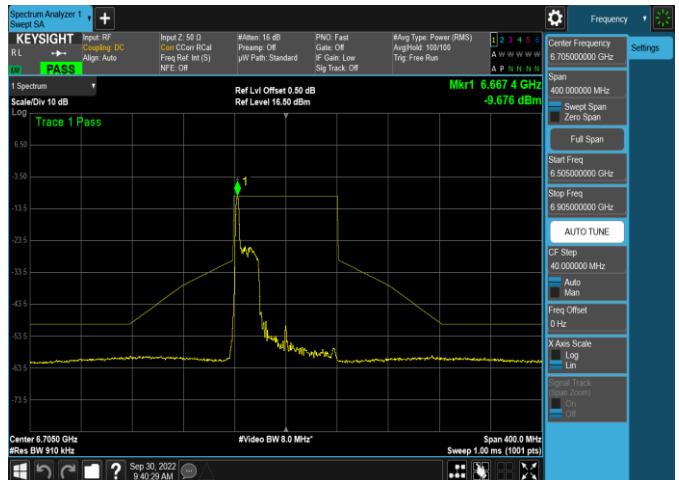 Spectrum Analyzer 1
Swept SA
+
Frequency
KEYSIGHT
RL
LU
PASS
Input: RF
Coupling: DC
Align: Auto
Input Z: 50 Ω
Corr CCorr RCal
Freq Ref: Int (S)
NFE: Off
#Atten: 16 dB
Preamp: Off
µW Path: Standard
PNO: Fast
Gate: Off
IF Gain: Low
Sig Track: Off
#Avg Type: Power (RMS)
Avg|Hold: 100/100
Trig: Free Run
1 2 3 4 5 6
A W W W W W
A P N N N N
1 Spectrum
Scale/Div 10 dB
Log
Ref Lvl Offset 0.50 dB
Ref Level 16.50 dBm
Mkr1 6.667 4 GHz
-9.676 dBm
Trace 1 Pass
6.50
-3.50
1
-13.5
-23.5
-33.5
-43.5
-53.5
-63.5
-73.5
Center 6.7050 GHz
#Res BW 910 kHz
#Video BW 8.0 MHz*
Span 400.0 MHz
Sweep 1.00 ms (1001 pts)
Center Frequency
6.705000000 GHz
Settings
Span
400.000000 MHz
Swept Span
Zero Span
Full Span
Start Freq
6.505000000 GHz
Stop Freq
6.905000000 GHz
AUTO TUNE
CF Step
40.000000 MHz
Auto
Man
Freq Offset
0 Hz
X Axis Scale
Log
Lin
Signal Track
(Span Zoom)
On
Off
?
Sep 30, 2022
9:40:29 AM